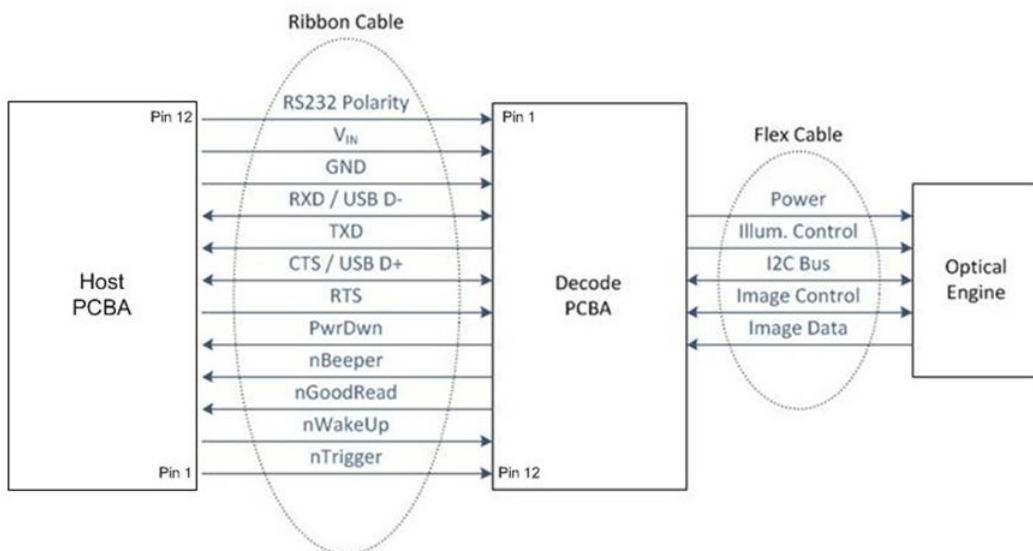 Ribbon Cable
Pin 12
RS232 Polarity
Pin 1
V_IN
GND
RXD / USB D-
TXD
CTS / USB D+
RTS
PwrDwn
nBeeper
nGoodRead
nWakeUp
nTrigger
Host
PCBA
Pin 1
Decode
PCBA
Pin 12
Flex Cable
Power
Illum. Control
I2C Bus
Image Control
Image Data
Optical
Engine